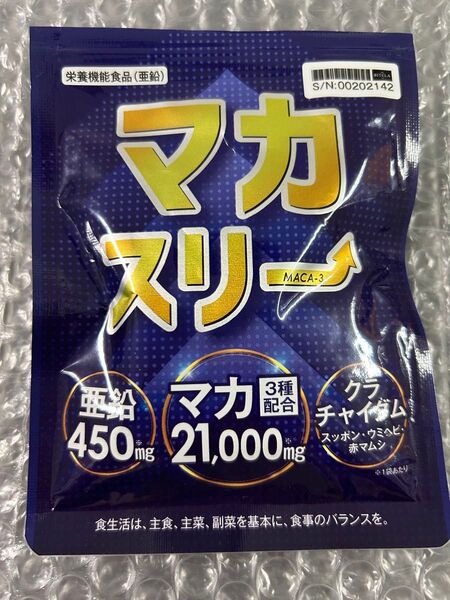 栄養機能食品(亜鉛)
S/N:00202142
マカ
スリー
MACA-3
亜鉛
450mg※
マカ 3種配合
21,000mg※
クラチャイダム
スッポン・ウミヘビ・
赤マムシ
※1袋あたり
食生活は、主食、主菜、副菜を基本に、食事のバランスを。